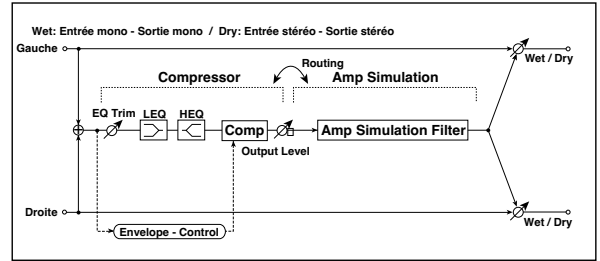 Wet: Entrée mono - Sortie mono / Dry: Entrée stéréo - Sortie stéréo
Gauche
Wet / Dry
Routing
Compressor
Amp Simulation
EQ Trim
LEQ
HEQ
Comp
Amp Simulation Filter
Output Level
Droite
Wet / Dry
Envelope - Control